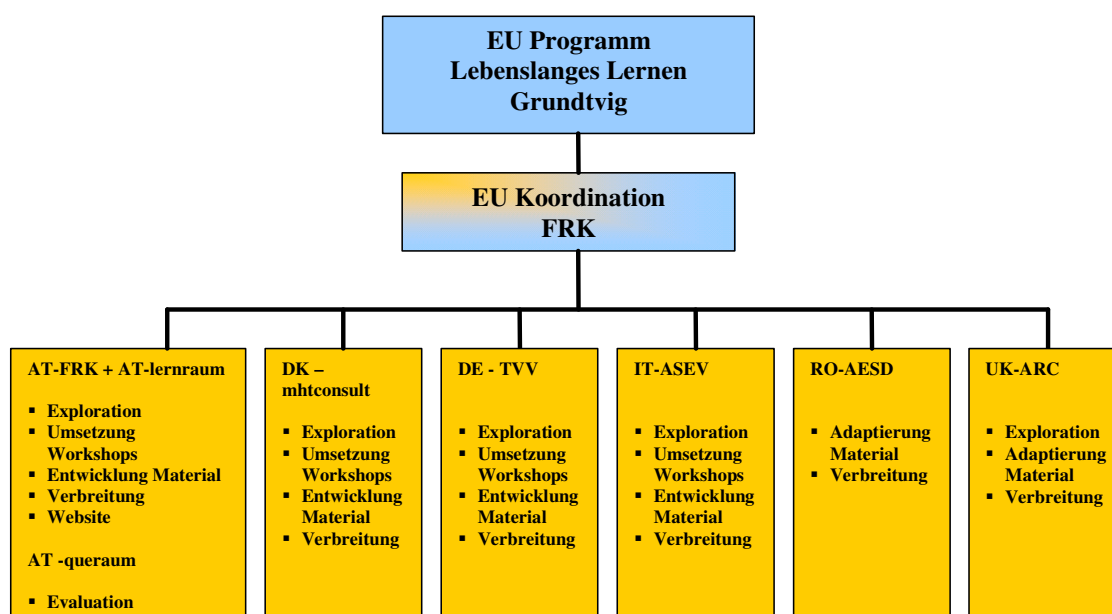 EU Programm
Lebenslanges Lernen
Grundtvig
EU Koordination
FRK
AT-FRK + AT-lernraum
▪ Exploration
▪ Umsetzung
Workshops
▪ Entwicklung Material
▪ Verbreitung
▪ Website
AT -queraum
▪ Evaluation
DK –
mhtconsult
▪ Exploration
▪ Umsetzung
Workshops
▪ Entwicklung
Material
▪ Verbreitung
DE - TVV
▪ Exploration
▪ Umsetzung
Workshops
▪ Entwicklung
Material
▪ Verbreitung
IT-ASEV
▪ Exploration
▪ Umsetzung
Workshops
▪ Entwicklung
Material
▪ Verbreitung
RO-AESD
▪ Adaptierung
Material
▪ Verbreitung
UK-ARC
▪ Exploration
▪ Adaptierung
Material
▪ Verbreitung